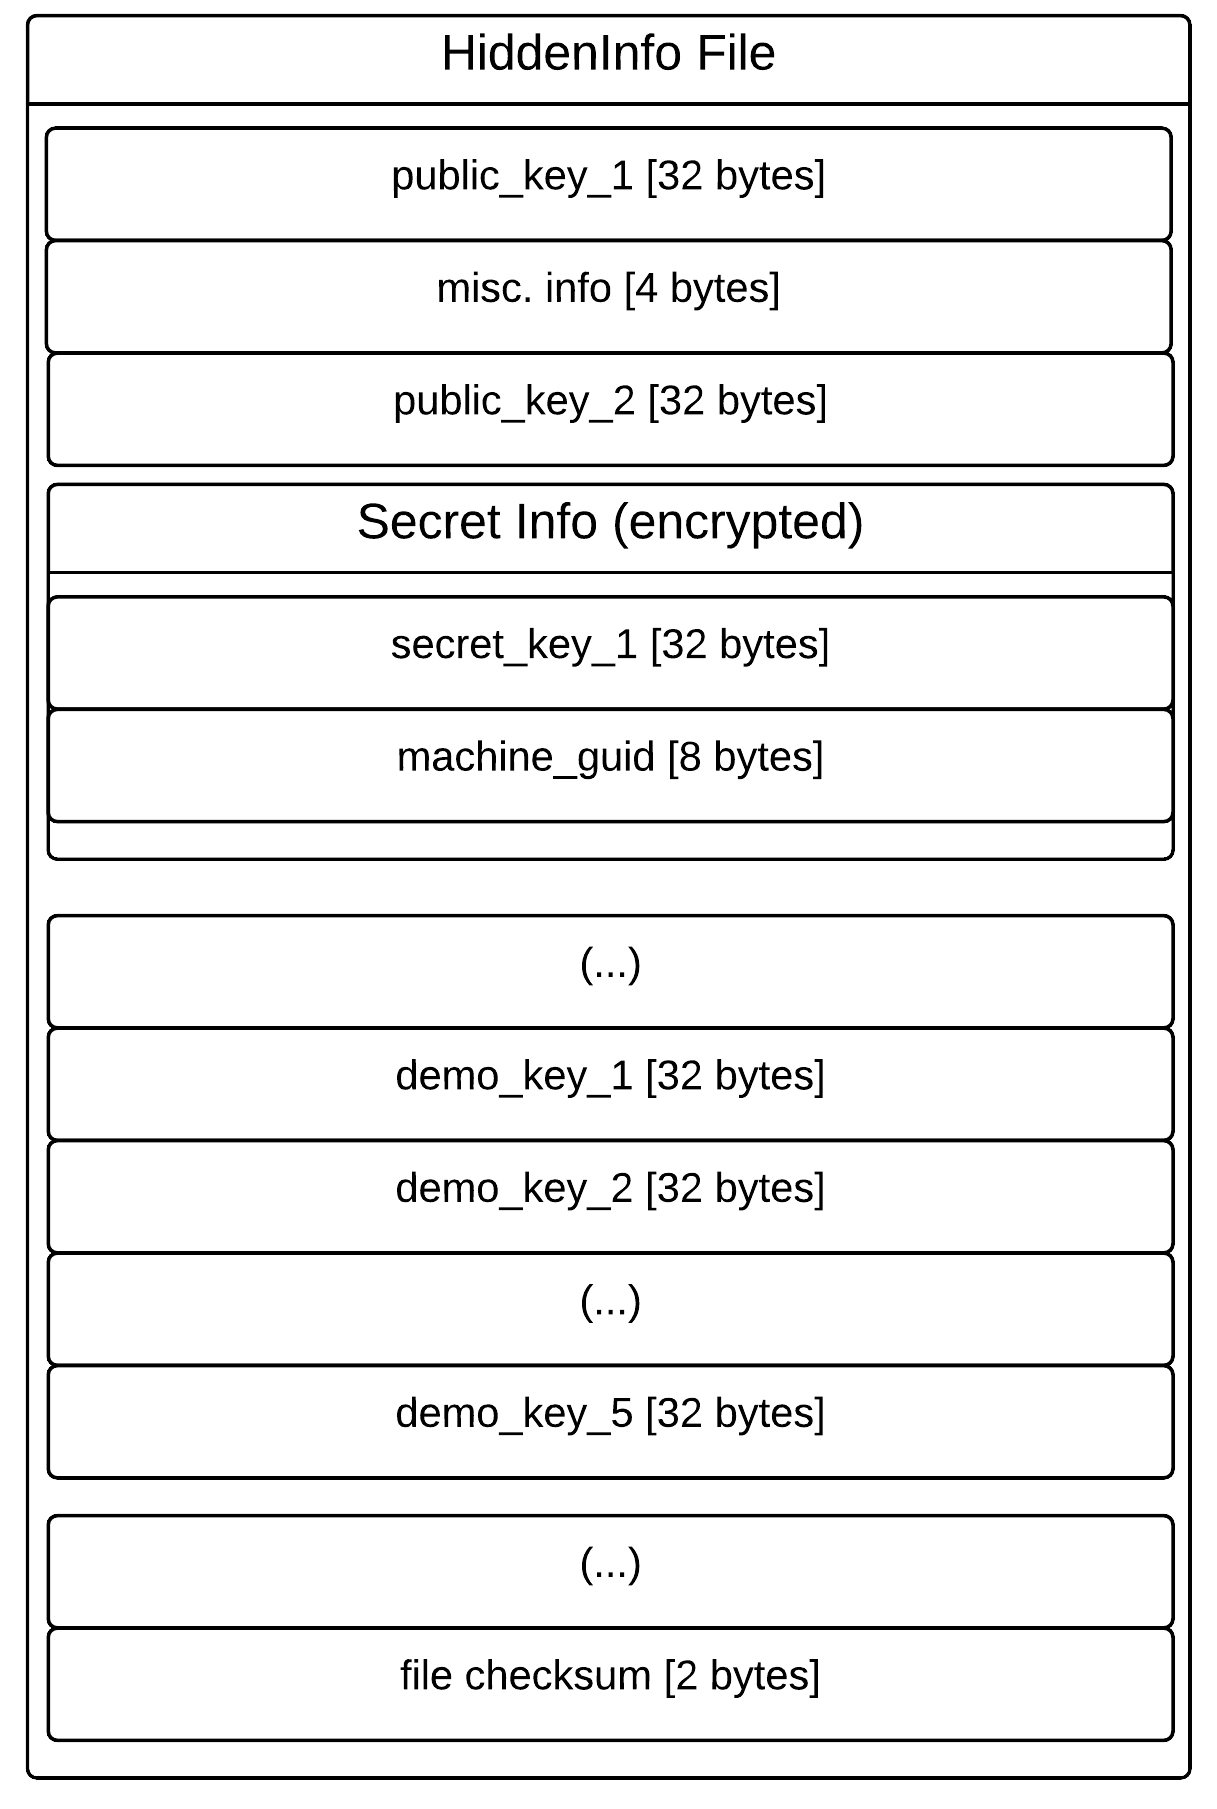 HiddenInfo File
public_key_1 [32 bytes]
misc. info [4 bytes]
public_key_2 [32 bytes]
Secret Info (encrypted)
secret_key_1 [32 bytes]
machine_guid [8 bytes]
(...)
demo_key_1 [32 bytes]
demo_key_2 [32 bytes]
(...)
demo_key_5 [32 bytes]
(...)
file checksum [2 bytes]